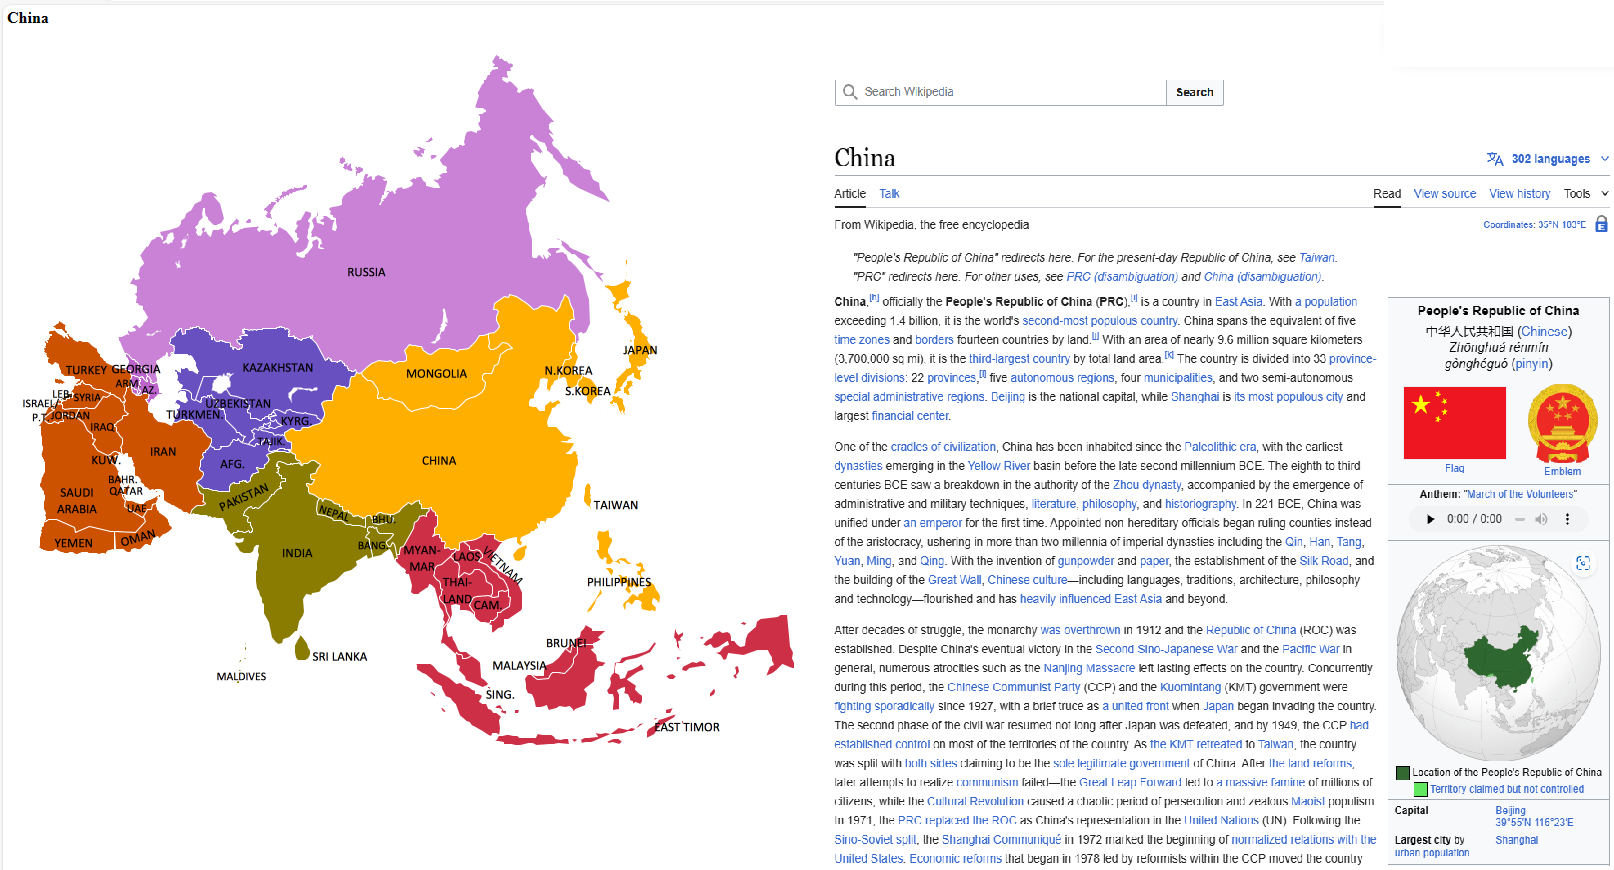 China
RUSSIA
TURKEY
GEORGIA
ARM.
AZ.
LEB.
SYRIA
ISRAEL/
P.T.
JORDAN
IRAQ
KUW.
IRAN
BAHR.
QATAR
SAUDI
ARABIA
UAE
YEMEN
OMAN
KAZAKHSTAN
UZBEKISTAN
TURKMEN.
KYRG.
TAJIK.
AFG.
PAKISTAN
NEPAL
BHU.
BANG.
INDIA
SRI LANKA
MALDIVES
MONGOLIA
CHINA
N.KOREA
S.KOREA
JAPAN
TAIWAN
PHILIPPINES
MYAN-
MAR
LAOS
VIETNAM
THAI-
LAND
CAM.
BRUNEI
MALAYSIA
SING.
EAST TIMOR
Search Wikipedia
Search
China
302 languages
Article Talk
Read View source View history Tools
From Wikipedia, the free encyclopedia
Coordinates: 35°N 103°E
"People's Republic of China" redirects here. For the present-day Republic of China, see Taiwan.
"PRC" redirects here. For other uses, see PRC (disambiguation) and China (disambiguation).
China,[h] officially the People's Republic of China (PRC),[i] is a country in East Asia. With a population
exceeding 1.4 billion, it is the world's second-most populous country. China spans the equivalent of five
time zones and borders fourteen countries by land.[j] With an area of nearly 9.6 million square kilometers
(3,700,000 sq mi), it is the third-largest country by total land area.[k] The country is divided into 33 province-
level divisions: 22 provinces,[l] five autonomous regions, four municipalities, and two semi-autonomous
special administrative regions. Beijing is the national capital, while Shanghai is its most populous city and
largest financial center.
One of the cradles of civilization, China has been inhabited since the Paleolithic era, with the earliest
dynasties emerging in the Yellow River basin before the late second millennium BCE. The eighth to third
centuries BCE saw a breakdown in the authority of the Zhou dynasty, accompanied by the emergence of
administrative and military techniques, literature, philosophy, and historiography. In 221 BCE, China was
unified under an emperor for the first time. Appointed non hereditary officials began ruling counties instead
of the aristocracy, ushering in more than two millennia of imperial dynasties including the Qin, Han, Tang,
Yuan, Ming, and Qing. With the invention of gunpowder and paper, the establishment of the Silk Road, and
the building of the Great Wall, Chinese culture—including languages, traditions, architecture, philosophy
and technology—flourished and has heavily influenced East Asia and beyond.
After decades of struggle, the monarchy was overthrown in 1912 and the Republic of China (ROC) was
established. Despite China's eventual victory in the Second Sino-Japanese War and the Pacific War in
general, numerous atrocities such as the Nanjing Massacre left lasting effects on the country. Concurrently
during this period, the Chinese Communist Party (CCP) and the Kuomintang (KMT) government were
fighting sporadically since 1927, with a brief truce as a united front when Japan began invading the country.
The second phase of the civil war resumed not long after Japan was defeated, and by 1949, the CCP had
established control on most of the territories of the country. As the KMT retreated to Taiwan, the country
was split with both sides claiming to be the sole legitimate government of China. After the land reforms,
later attempts to realize communism failed—the Great Leap Forward led to a massive famine of millions of
citizens, while the Cultural Revolution caused a chaotic period of persecution and zealous Maoist populism
In 1971, the PRC replaced the ROC as China's representation in the United Nations (UN). Following the
Sino-Soviet split, the Shanghai Communiqué in 1972 marked the beginning of normalized relations with the
United States. Economic reforms that began in 1978 led by reformists within the CCP moved the country
People's Republic of China
中华人民共和国 (Chinese)
Zhōnghuá rénmín
gònghéguó (pinyin)
Flag
Emblem
Anthem: "March of the Volunteers"
0:00 / 0:00
Location of the People's Republic of China
Territory claimed but not controlled
Capital Beijing
39°55'N 116°23'E
Largest city by Shanghai
urban population